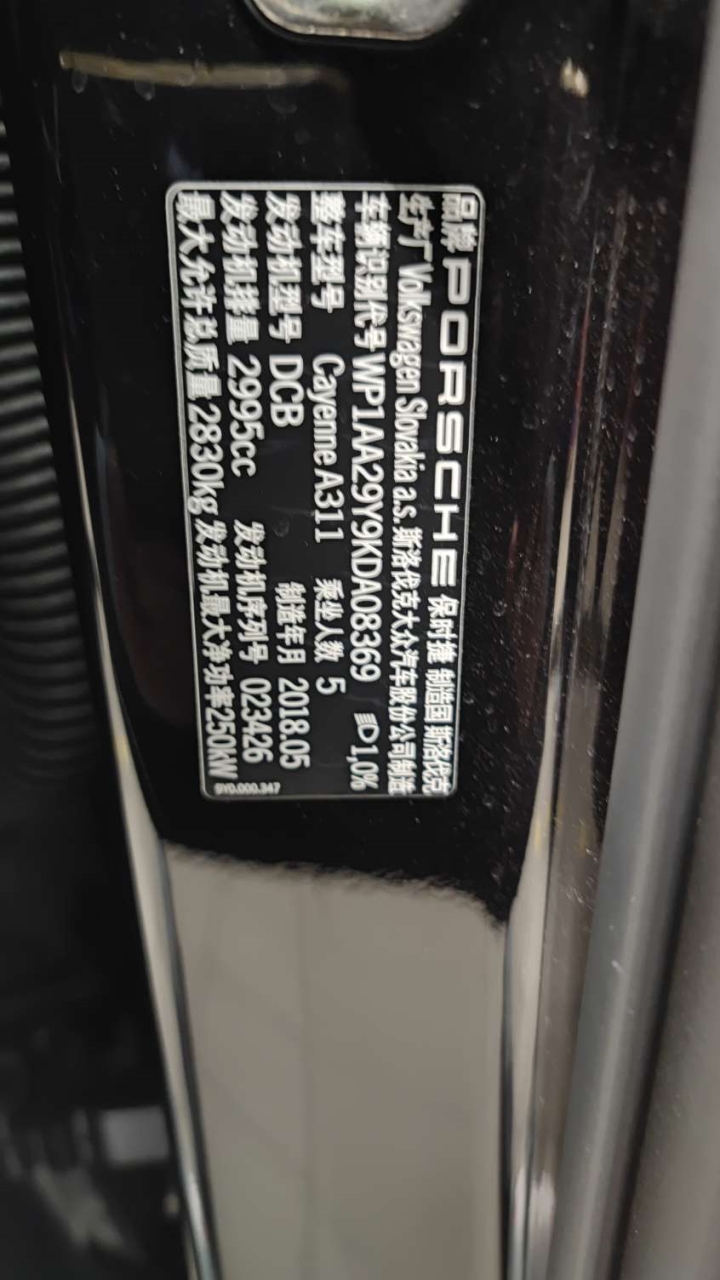 品牌 PORSCHE 保时捷 制造国 斯洛伐克
生产厂 Volkswagen Slovakia a.s. 斯洛伐克大众汽车股份公司制造
车辆识别代号 WP1AA29Y9KDA08369 1,0%
整车型号 Cayenne A311 乘坐人数 5
发动机型号 DCB 制造年月 2018.05
发动机排量 2995cc 发动机序列号 023426
最大允许总质量 2830kg 发动机最大净功率 250kW
9Y0.000.347